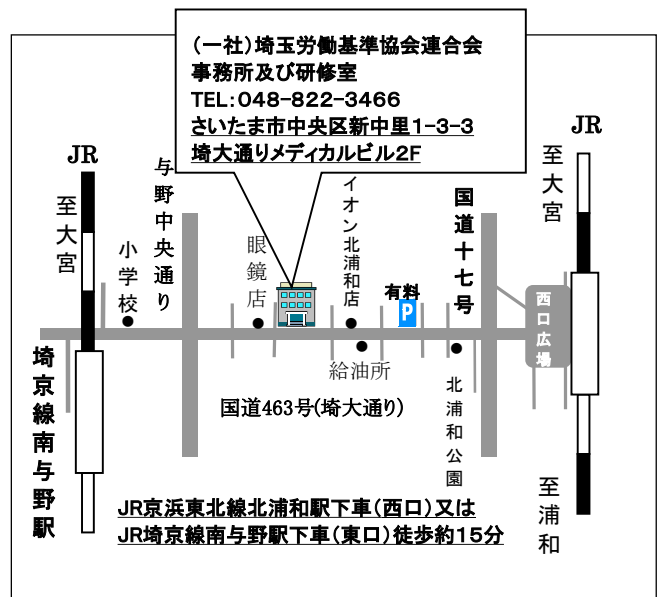 (一社)埼玉労働基準協会連合会
事務所及び研修室
TEL:048-822-3466
さいたま市中央区新中里1-3-3
埼大通りメディカルビル2F
JR
至大宮
小学校
与野中央通り
眼鏡店
イオン北浦和店
有料
P
国道十七号
JR
至大宮
西口広場
埼京線南与野駅
給油所
北浦和公園
国道463号(埼大通り)
至浦和
JR京浜東北線北浦和駅下車(西口)又は
JR埼京線南与野駅下車(東口)徒歩約15分